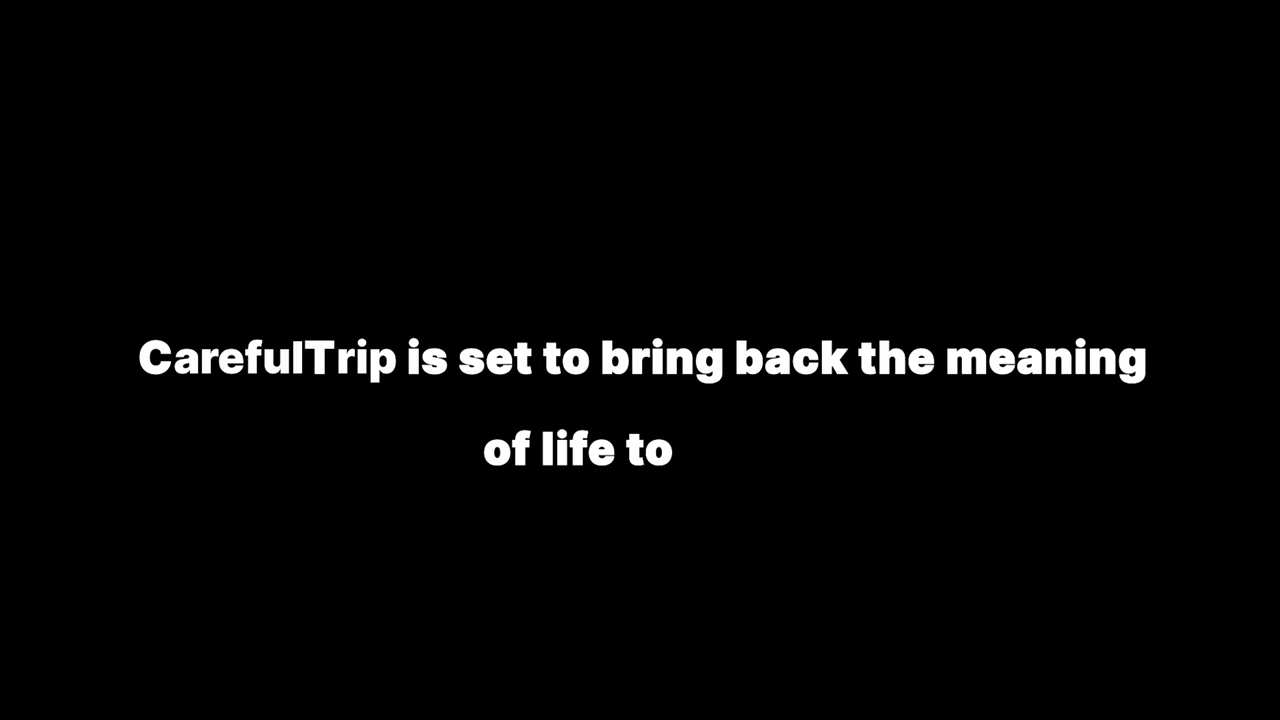 CarefulTrip is set to bring back the meaning
of life to